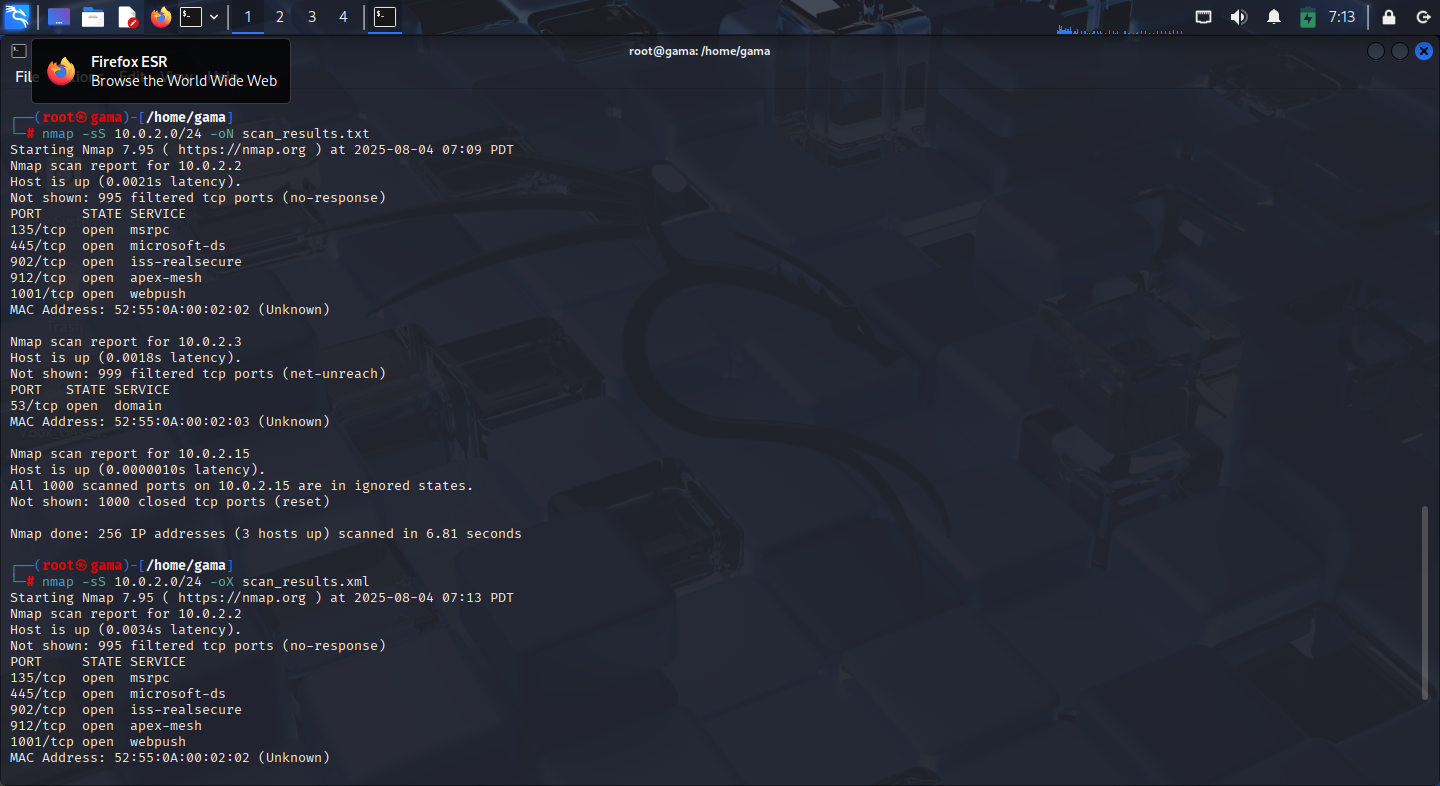 1 2 3 4 7:13
root@gama: /home/gama
Firefox ESR
File
Browse the World Wide Web
┌──(root㉿gama)-[/home/gama]
└─# nmap -sS 10.0.2.0/24 -oN scan_results.txt
Starting Nmap 7.95 ( https://nmap.org ) at 2025-08-04 07:09 PDT
Nmap scan report for 10.0.2.2
Host is up (0.0021s latency).
Not shown: 995 filtered tcp ports (no-response)
PORT     STATE SERVICE
135/tcp  open  msrpc
445/tcp  open  microsoft-ds
902/tcp  open  iss-realsecure
912/tcp  open  apex-mesh
1001/tcp open  webpush
MAC Address: 52:55:0A:00:02:02 (Unknown)
Nmap scan report for 10.0.2.3
Host is up (0.0018s latency).
Not shown: 999 filtered tcp ports (net-unreach)
PORT   STATE SERVICE
53/tcp open  domain
MAC Address: 52:55:0A:00:02:03 (Unknown)
Nmap scan report for 10.0.2.15
Host is up (0.0000010s latency).
All 1000 scanned ports on 10.0.2.15 are in ignored states.
Not shown: 1000 closed tcp ports (reset)
Nmap done: 256 IP addresses (3 hosts up) scanned in 6.81 seconds
┌──(root㉿gama)-[/home/gama]
└─# nmap -sS 10.0.2.0/24 -oX scan_results.xml
Starting Nmap 7.95 ( https://nmap.org ) at 2025-08-04 07:13 PDT
Nmap scan report for 10.0.2.2
Host is up (0.0034s latency).
Not shown: 995 filtered tcp ports (no-response)
PORT     STATE SERVICE
135/tcp  open  msrpc
445/tcp  open  microsoft-ds
902/tcp  open  iss-realsecure
912/tcp  open  apex-mesh
1001/tcp open  webpush
MAC Address: 52:55:0A:00:02:02 (Unknown)